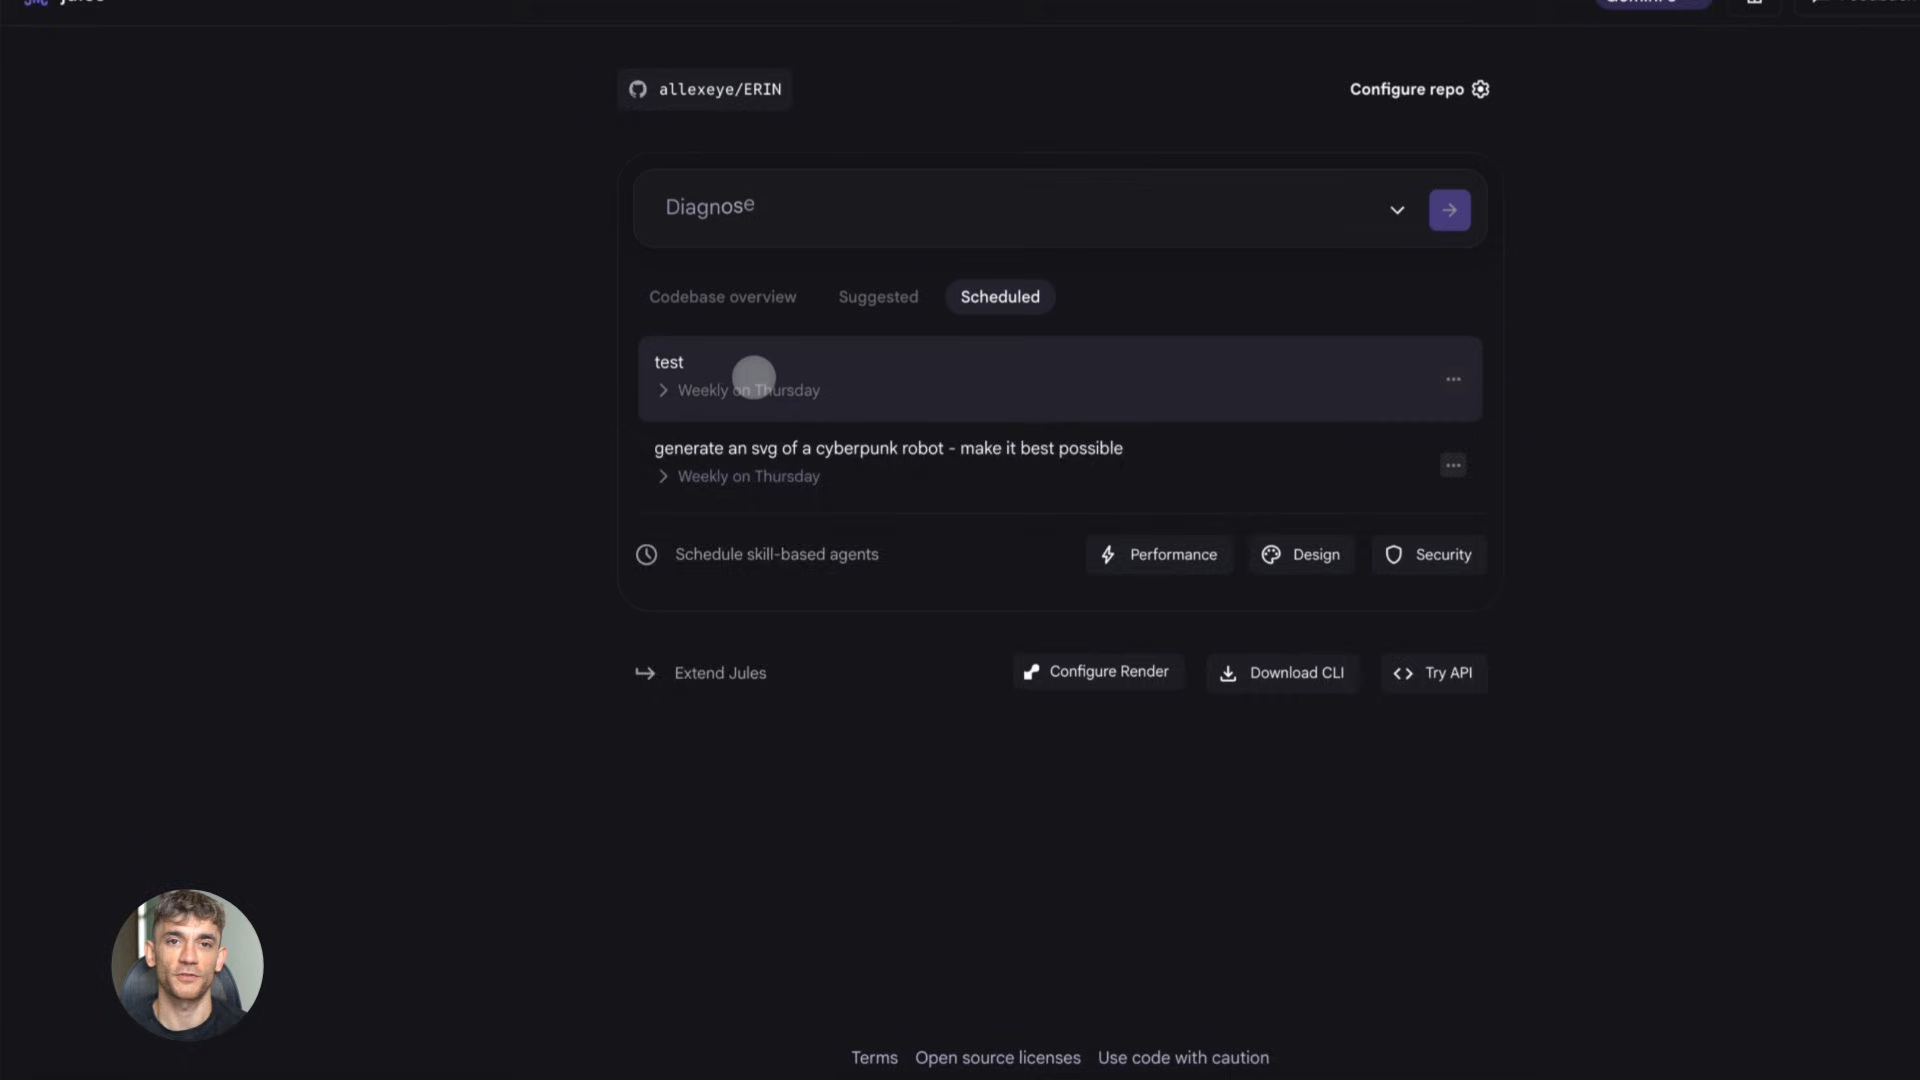 allexeye/ERIN
Configure repo
Diagnose
Codebase overview
Suggested
Scheduled
test
Weekly on Thursday
generate an svg of a cyberpunk robot - make it best possible
Weekly on Thursday
Schedule skill-based agents
Performance
Design
Security
Extend Jules
Configure Render
Download CLI
Try API
Terms
Open source licenses
Use code with caution